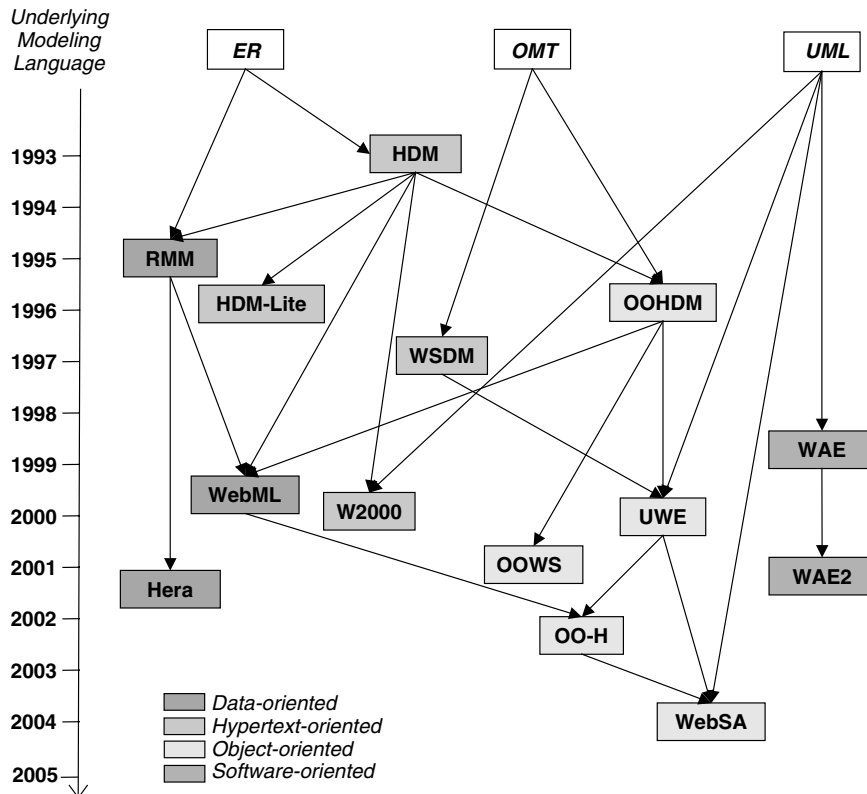 Underlying
Modeling
Language
ER
OMT
UML
1993
HDM
1994
1995
RMM
HDM-Lite
OOHDM
1996
WSDM
1997
1998
WAE
1999
WebML
W2000
UWE
2000
OOWS
2001
Hera
WAE2
2002
OO-H
2003
Data-oriented
WebSA
2004
Hypertext-oriented
Object-oriented
2005
Software-oriented